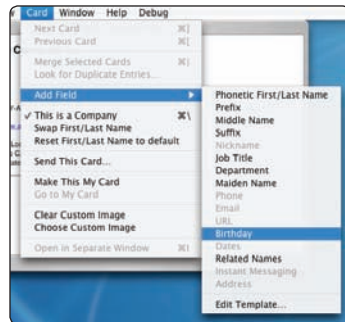 Card Window Help Debug
Next Card ⌘]
Previous Card ⌘[
Merge Selected Cards ⌘|
Look for Duplicate Entries...
Add Field
✓ This is a Company ⌘\
Swap First/Last Name
Reset First/Last Name to default
Send This Card...
Make This My Card
Go to My Card
Clear Custom Image
Choose Custom Image
Open in Separate Window ⌘I
Phonetic First/Last Name
Prefix
Middle Name
Suffix
Nickname
Job Title
Department
Maiden Name
Phone
Email
URL
Birthday
Dates
Related Names
Instant Messaging
Address
Edit Template...